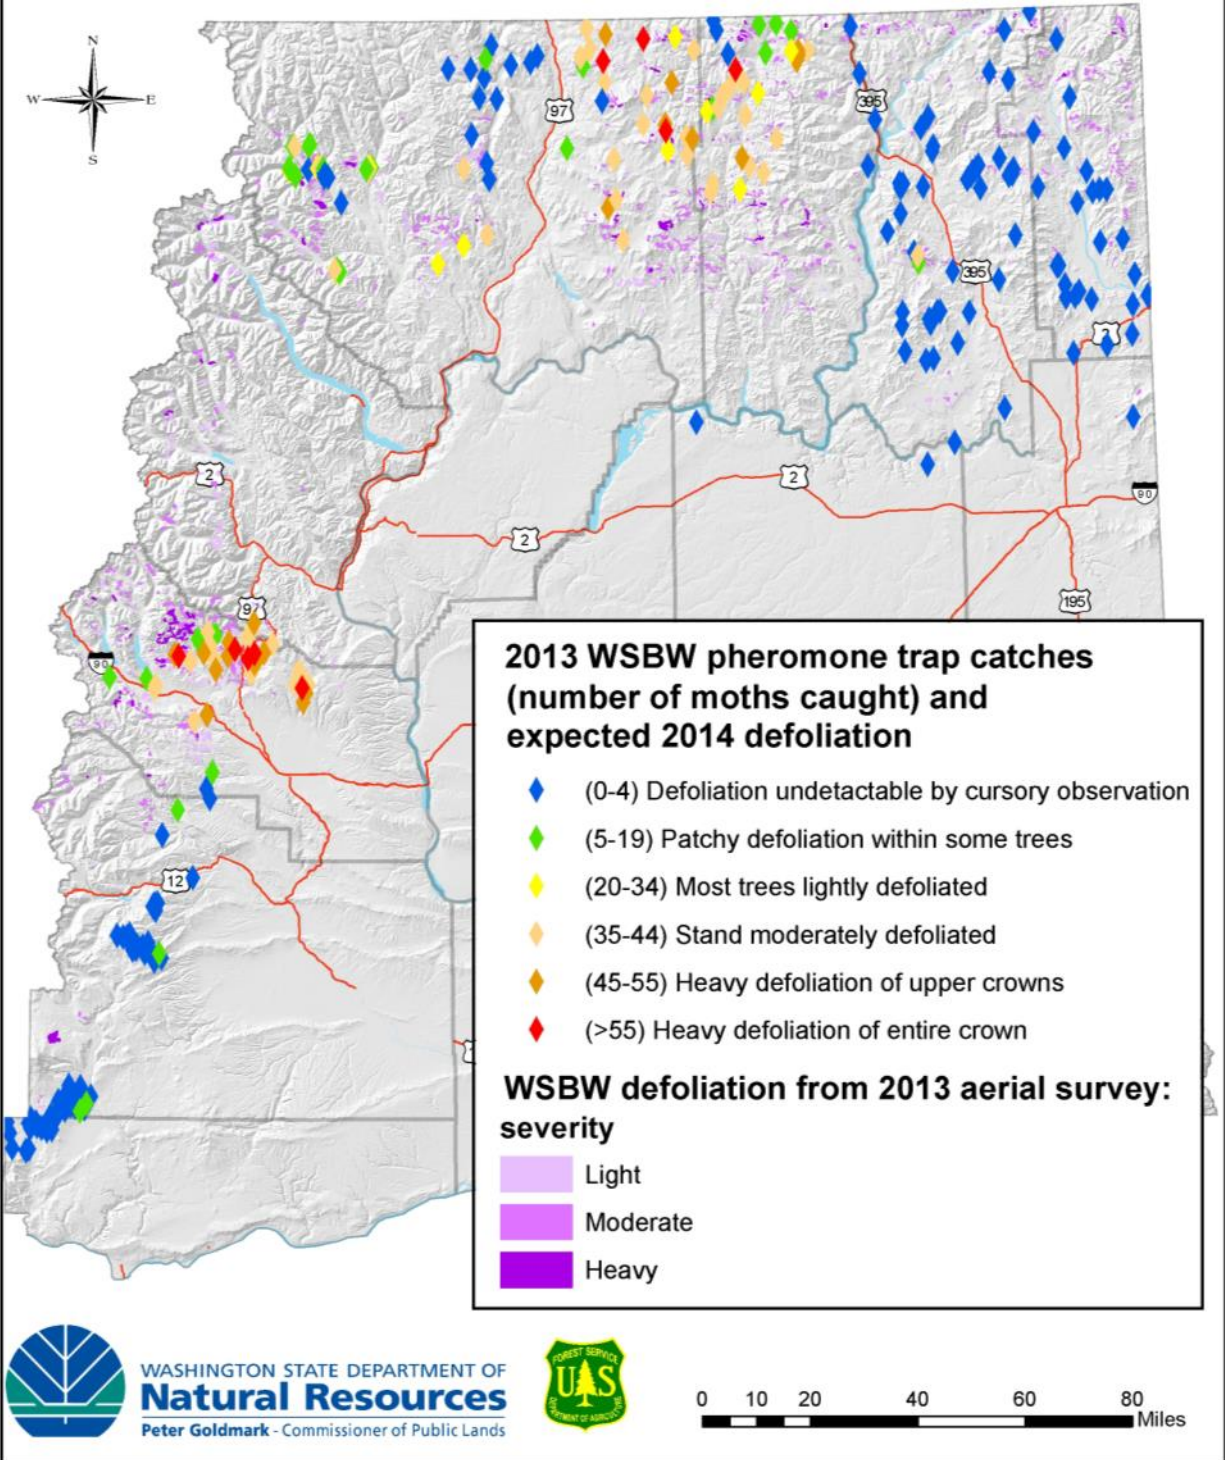 N
W E
S
97
395
395
2
2
2
2
90
97
195
90
12
2013 WSBW pheromone trap catches
(number of moths caught) and
expected 2014 defoliation
(0-4) Defoliation undetactable by cursory observation
(5-19) Patchy defoliation within some trees
(20-34) Most trees lightly defoliated
(35-44) Stand moderately defoliated
(45-55) Heavy defoliation of upper crowns
(>55) Heavy defoliation of entire crown
WSBW defoliation from 2013 aerial survey:
severity
Light
Moderate
Heavy
WASHINGTON STATE DEPARTMENT OF
Natural Resources
Peter Goldmark - Commissioner of Public Lands
FOREST SERVICE
UAS
DEPARTMENT OF AGRICULTURE
0 10 20 40 60 80
Miles